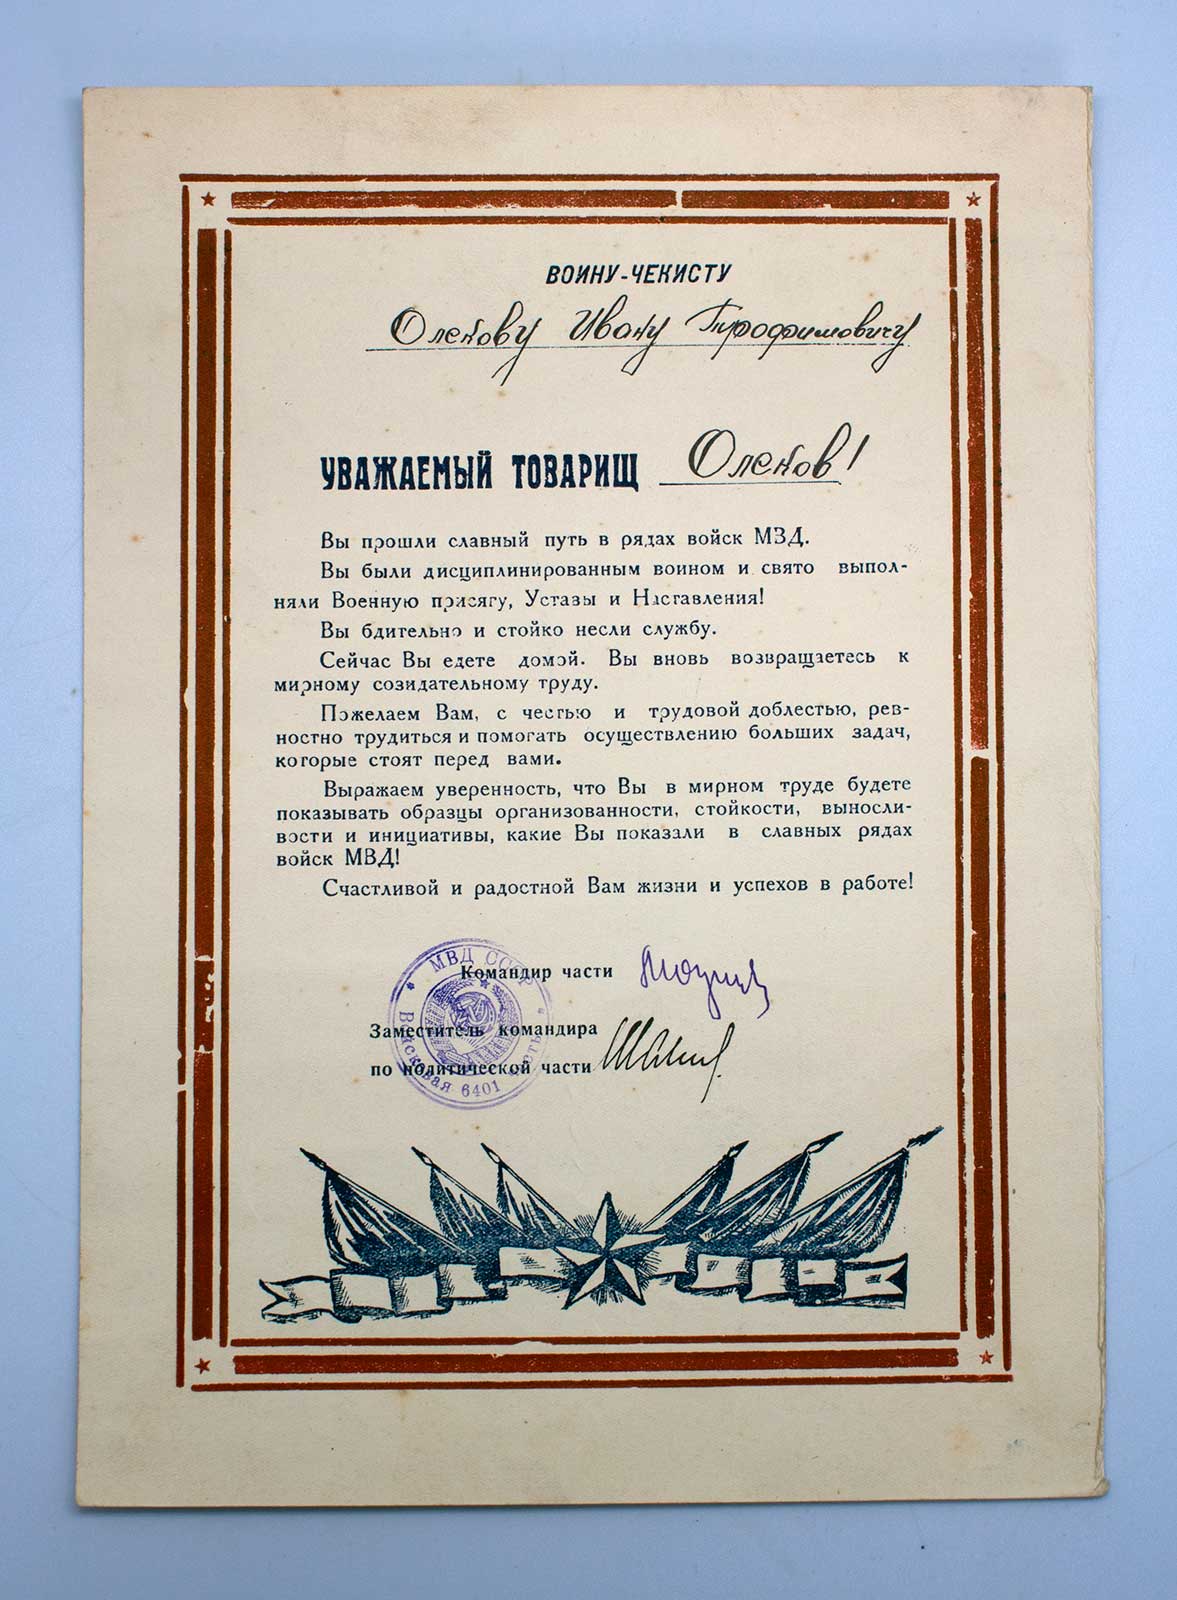 ВОИНУ-ЧЕКИСТУ
Олекову Ивану Трофимовичу
УВАЖАЕМЫЙ ТОВАРИЩ Олеков!
Вы прошли славный путь в рядах войск МВД.
Вы были дисциплинированным воином и свято выпол-
няли Военную присягу, Уставы и Наставления!
Вы бдительно и стойко несли службу.
Сейчас Вы едете домой. Вы вновь возвращаетесь к
мирному созидательному труду.
Пожелаем Вам, с честью и трудовой доблестью, рев-
ностно трудиться и помогать осуществлению больших задач,
которые стоят перед вами.
Выражаем уверенность, что Вы в мирном труде будете
показывать образцы организованности, стойкости, выносли-
вости и инициативы, какие Вы показали в славных рядах
войск МВД!
Счастливой и радостной Вам жизни и успехов в работе!
Командир части
Заместитель командира
по политической части
МВД СССР
Войсковая часть 6401